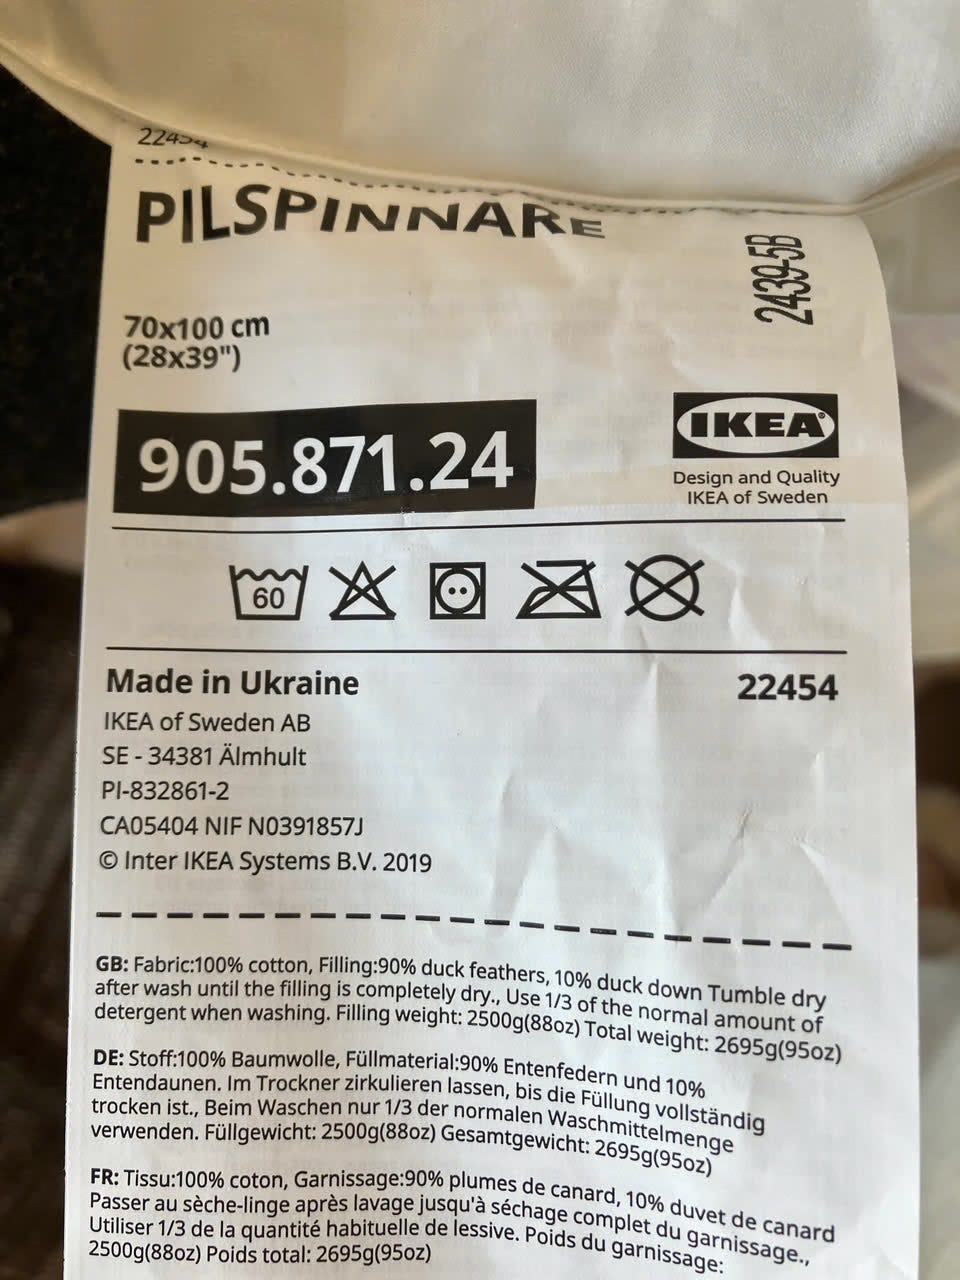 22454
PILSPINNARE
2439-5B
70x100 cm
(28x39")
905.871.24
IKEA®
Design and Quality
IKEA of Sweden
60
Made in Ukraine
22454
IKEA of Sweden AB
SE - 34381 Älmhult
PI-832861-2
CA05404 NIF N0391857J
© Inter IKEA Systems B.V. 2019
GB: Fabric:100% cotton, Filling:90% duck feathers, 10% duck down Tumble dry
after wash until the filling is completely dry., Use 1/3 of the normal amount of
detergent when washing. Filling weight: 2500g(88oz) Total weight: 2695g(95oz)
DE: Stoff:100% Baumwolle, Füllmaterial:90% Entenfedern und 10%
Entendaunen. Im Trockner zirkulieren lassen, bis die Füllung vollständig
trocken ist., Beim Waschen nur 1/3 der normalen Waschmittelmenge
verwenden. Füllgewicht: 2500g(88oz) Gesamtgewicht: 2695g(95oz)
FR: Tissu:100% coton, Garnissage:90% plumes de canard, 10% duvet de canard
Passer au sèche-linge après lavage jusqu'à séchage complet du garnissage.,
Utiliser 1/3 de la quantité habituelle de lessive. Poids du garnissage:
2500g(88oz) Poids total: 2695g(95oz)